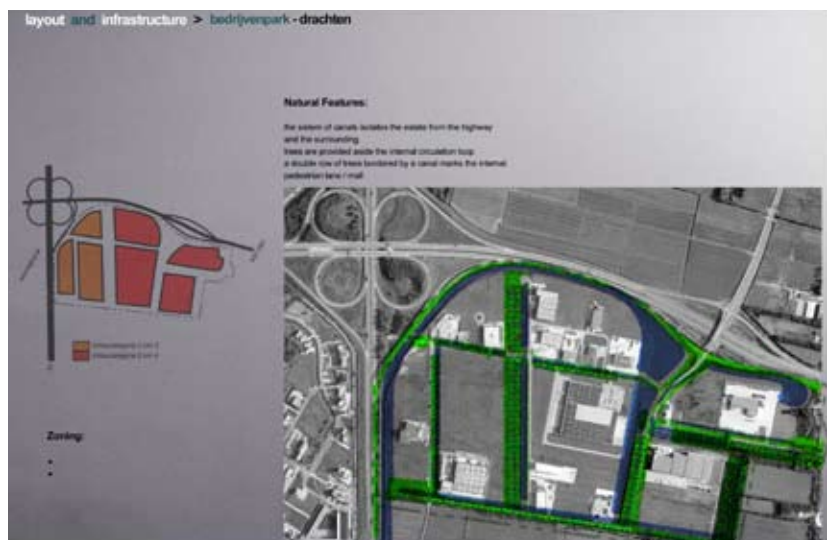 layout and infrastructure > bedrijvenpark - drachten
Natural Features:
the sistem of canals isolates the estate from the highway
and the surrounding
trees are provided aside the internal circulation loop
a double row of trees bordered by a canal marks the internal
pedestrian lane / mall
Zoning: